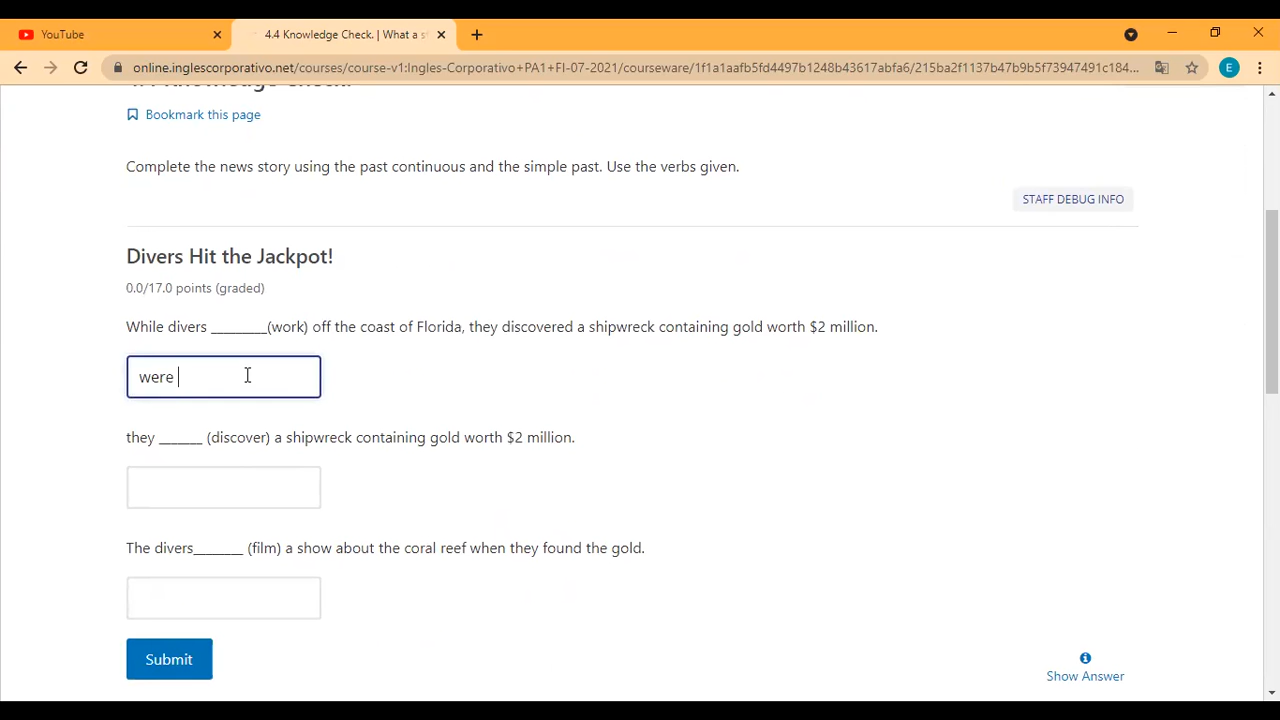 YouTube
4.4 Knowledge Check. | What a s
online.inglescorporativo.net/courses/course-v1:Ingles-Corporativo+PA1+FI-07-2021/courseware/1f1a1aafb5fd4497b1248b43617abfa6/215ba2f1137b47b9b5f73947491c184...
E
Bookmark this page
Complete the news story using the past continuous and the simple past. Use the verbs given.
STAFF DEBUG INFO
Divers Hit the Jackpot!
0.0/17.0 points (graded)
While divers _________(work) off the coast of Florida, they discovered a shipwreck containing gold worth $2 million.
were
they _______ (discover) a shipwreck containing gold worth $2 million.
The divers________ (film) a show about the coral reef when they found the gold.
Submit
Show Answer